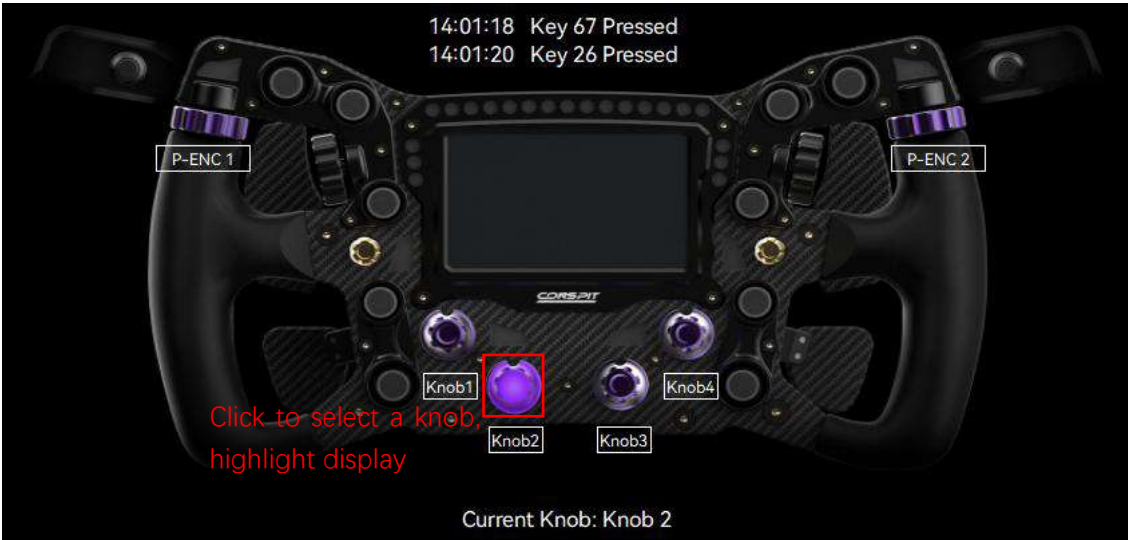 14:01:18 Key 67 Pressed
14:01:20 Key 26 Pressed
P-ENC 1
P-ENC 2
CONSPIT
Knob1
Knob4
Click to select a knob,
highlight display
Knob2
Knob3
Current Knob: Knob 2